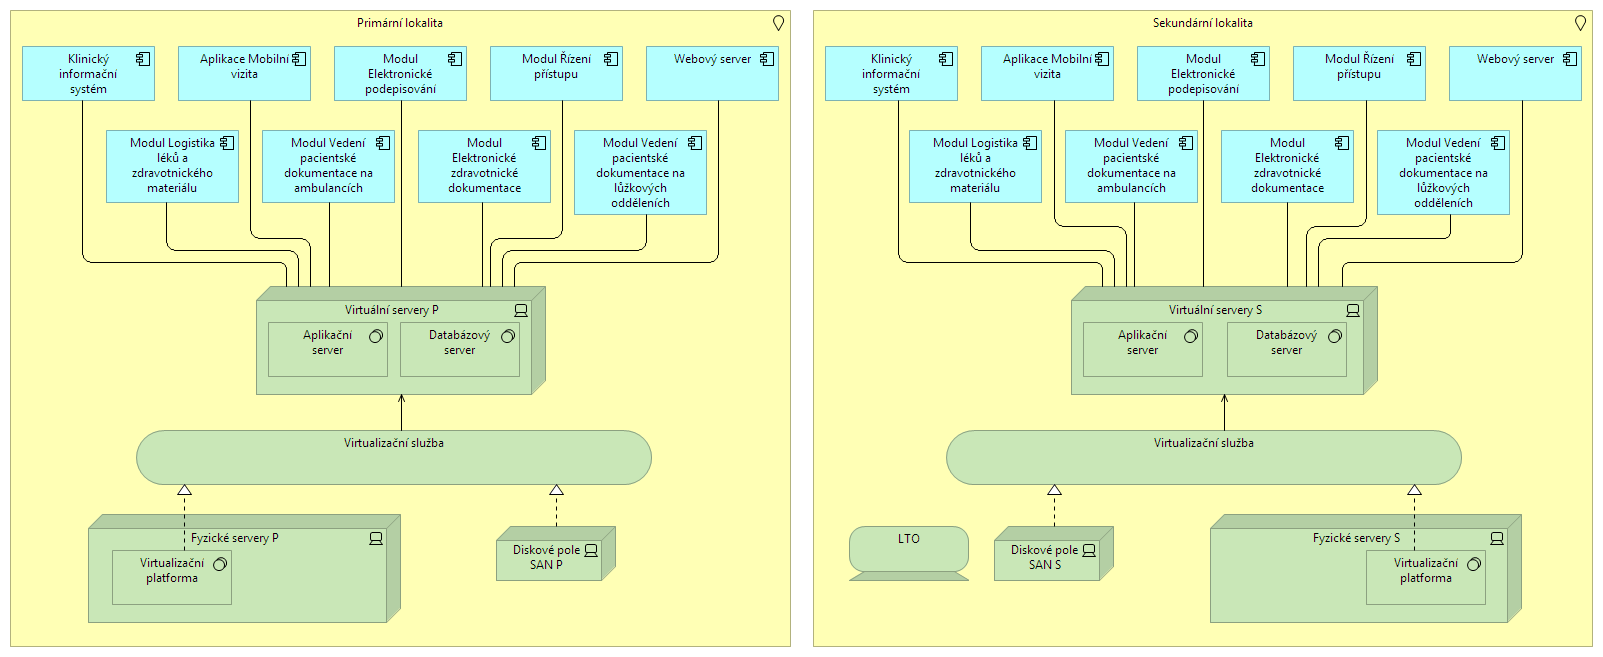 Primární lokalita
Klinický
informační
systém
Aplikace Mobilní
vizita
Modul
Elektronické
podepisování
Modul Řízení
přístupu
Webový server
Modul Logistika
léků a
zdravotnického
materiálu
Modul Vedení
pacientské
dokumentace na
ambulancích
Modul
Elektronické
zdravotnické
dokumentace
Modul Vedení
pacientské
dokumentace na
lůžkových
odděleních
Virtuální servery P
Aplikační
server
Databázový
server
Virtualizační služba
Fyzické servery P
Virtualizační
platforma
Diskové pole
SAN P
Sekundární lokalita
Klinický
informační
systém
Aplikace Mobilní
vizita
Modul
Elektronické
podepisování
Modul Řízení
přístupu
Webový server
Modul Logistika
léků a
zdravotnického
materiálu
Modul Vedení
pacientské
dokumentace na
ambulancích
Modul
Elektronické
zdravotnické
dokumentace
Modul Vedení
pacientské
dokumentace na
lůžkových
odděleních
Virtuální servery S
Aplikační
server
Databázový
server
Virtualizační služba
LTO
Diskové pole
SAN S
Fyzické servery S
Virtualizační
platforma